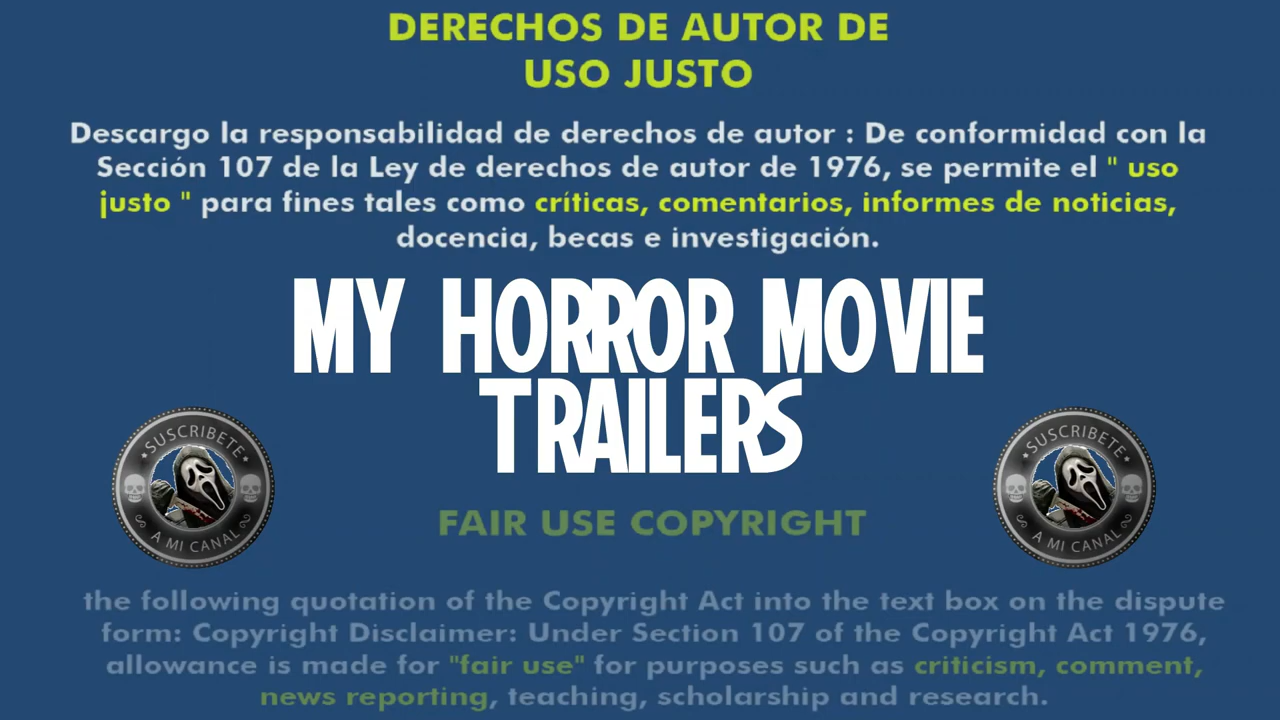 DERECHOS DE AUTOR DE
USO JUSTO
Descargo la responsabilidad de derechos de autor : De conformidad con la
Sección 107 de la Ley de derechos de autor de 1976, se permite el " uso
justo " para fines tales como críticas, comentarios, informes de noticias,
docencia, becas e investigación.
MY HORROR MOVIE
TRAILERS
SUSCRIBETE
A MI CANAL
SUSCRIBETE
A MI CANAL
FAIR USE COPYRIGHT
the following quotation of the Copyright Act into the text box on the dispute
form: Copyright Disclaimer: Under Section 107 of the Copyright Act 1976,
allowance is made for "fair use" for purposes such as criticism, comment,
news reporting, teaching, scholarship and research.